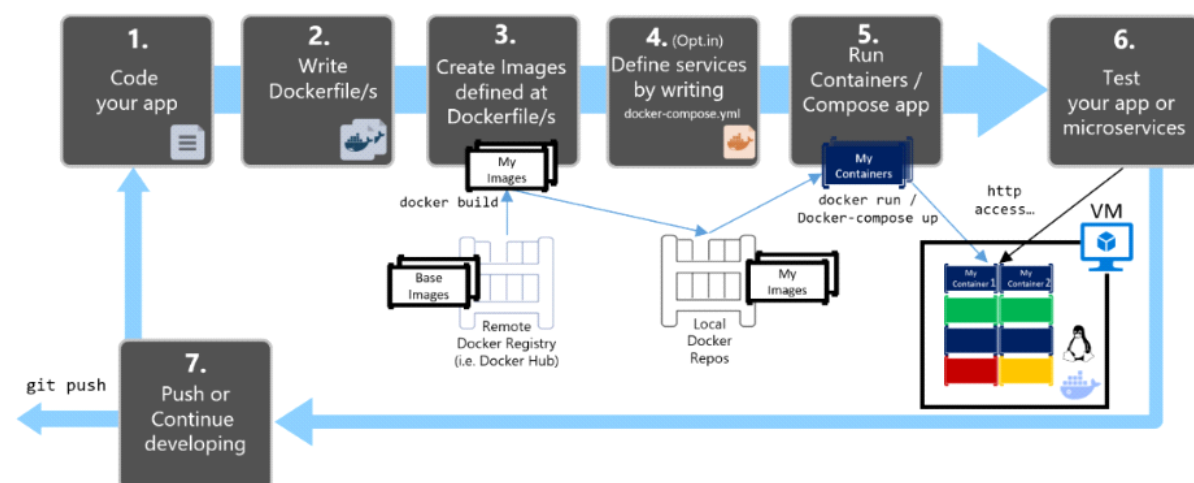 1.
Code
your app
2.
Write
Dockerfile/s
3.
Create Images
defined at
Dockerfile/s
My
Images
4. (Opt.in)
Define services
by writing
docker-compose.yml
5.
Run
Containers /
Compose app
My
Containers
6.
Test
your app or
microservices
docker build
docker run /
Docker-compose up
http
access…
VM
Base
Images
Remote
Docker Registry
(i.e. Docker Hub)
My
Images
Local
Docker
Repos
My
Container 1
My
Container 2
7.
Push or
Continue
developing
git push